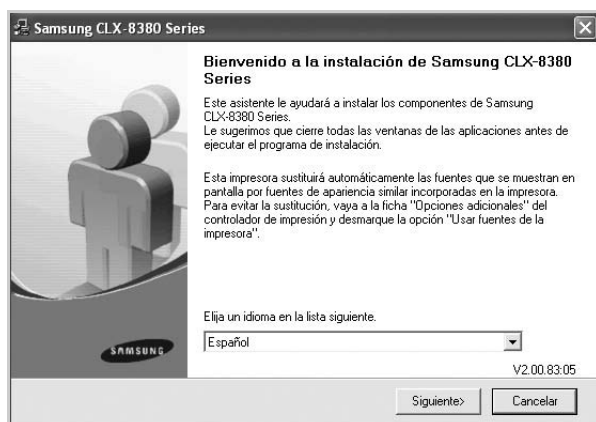 Samsung CLX-8380 Series
Bienvenido a la instalación de Samsung CLX-8380
Series
Este asistente le ayudará a instalar los componentes de Samsung
CLX-8380 Series.
Le sugerimos que cierre todas las ventanas de las aplicaciones antes de
ejecutar el programa de instalación.
Esta impresora sustituirá automáticamente las fuentes que se muestran en
pantalla por fuentes de apariencia similar incorporadas en la impresora.
Para evitar la sustitución, vaya a la ficha "Opciones adicionales" del
controlador de impresión y desmarque la opción "Usar fuentes de la
impresora".
Elija un idioma en la lista siguiente.
Español
SAMSUNG
V2.00.83:05
Siguiente>
Cancelar